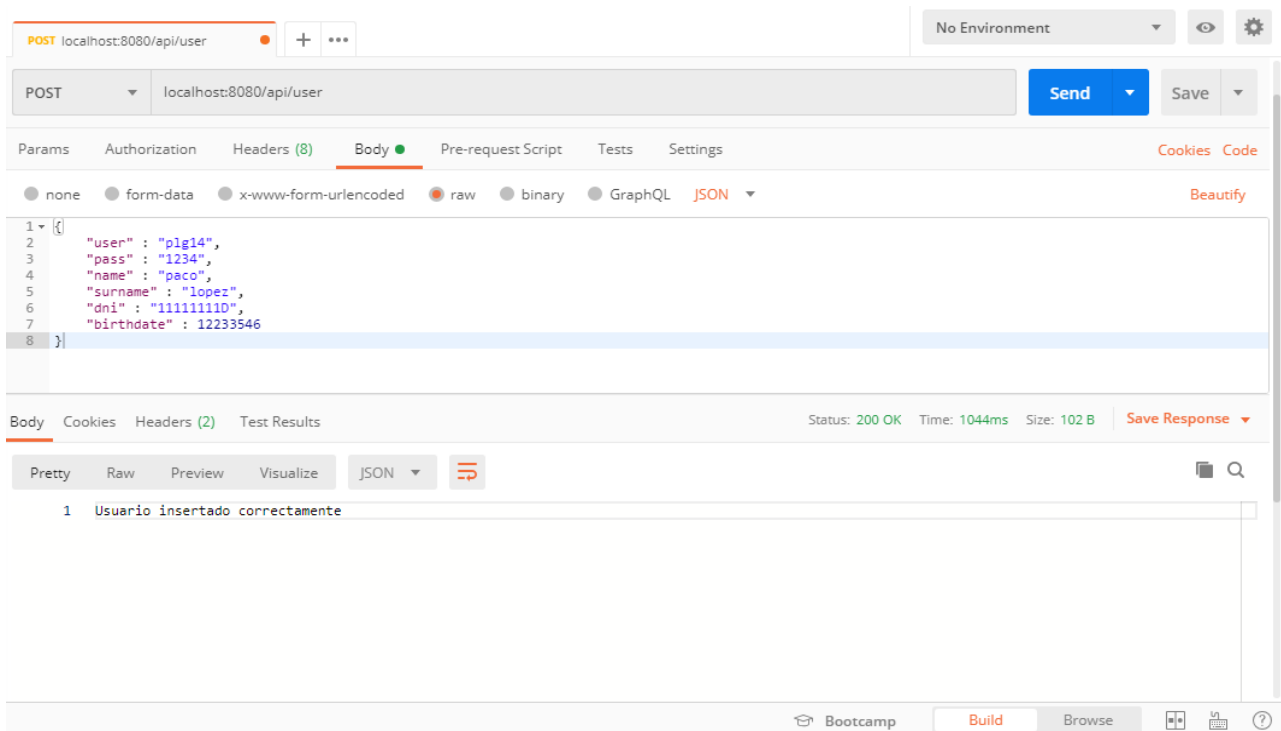 POST localhost:8080/api/user
No Environment
POST localhost:8080/api/user Send Save
Params Authorization Headers (8) Body Pre-request Script Tests Settings Cookies Code
none form-data x-www-form-urlencoded raw binary GraphQL JSON Beautify
1 {
2 "user" : "plg14",
3 "pass" : "1234",
4 "name" : "paco",
5 "surname" : "lopez",
6 "dni" : "11111111D",
7 "birthdate" : 12233546
8 }
Body Cookies Headers (2) Test Results Status: 200 OK Time: 1044ms Size: 102 B Save Response
Pretty Raw Preview Visualize JSON
1 Usuario insertado correctamente
Bootcamp Build Browse